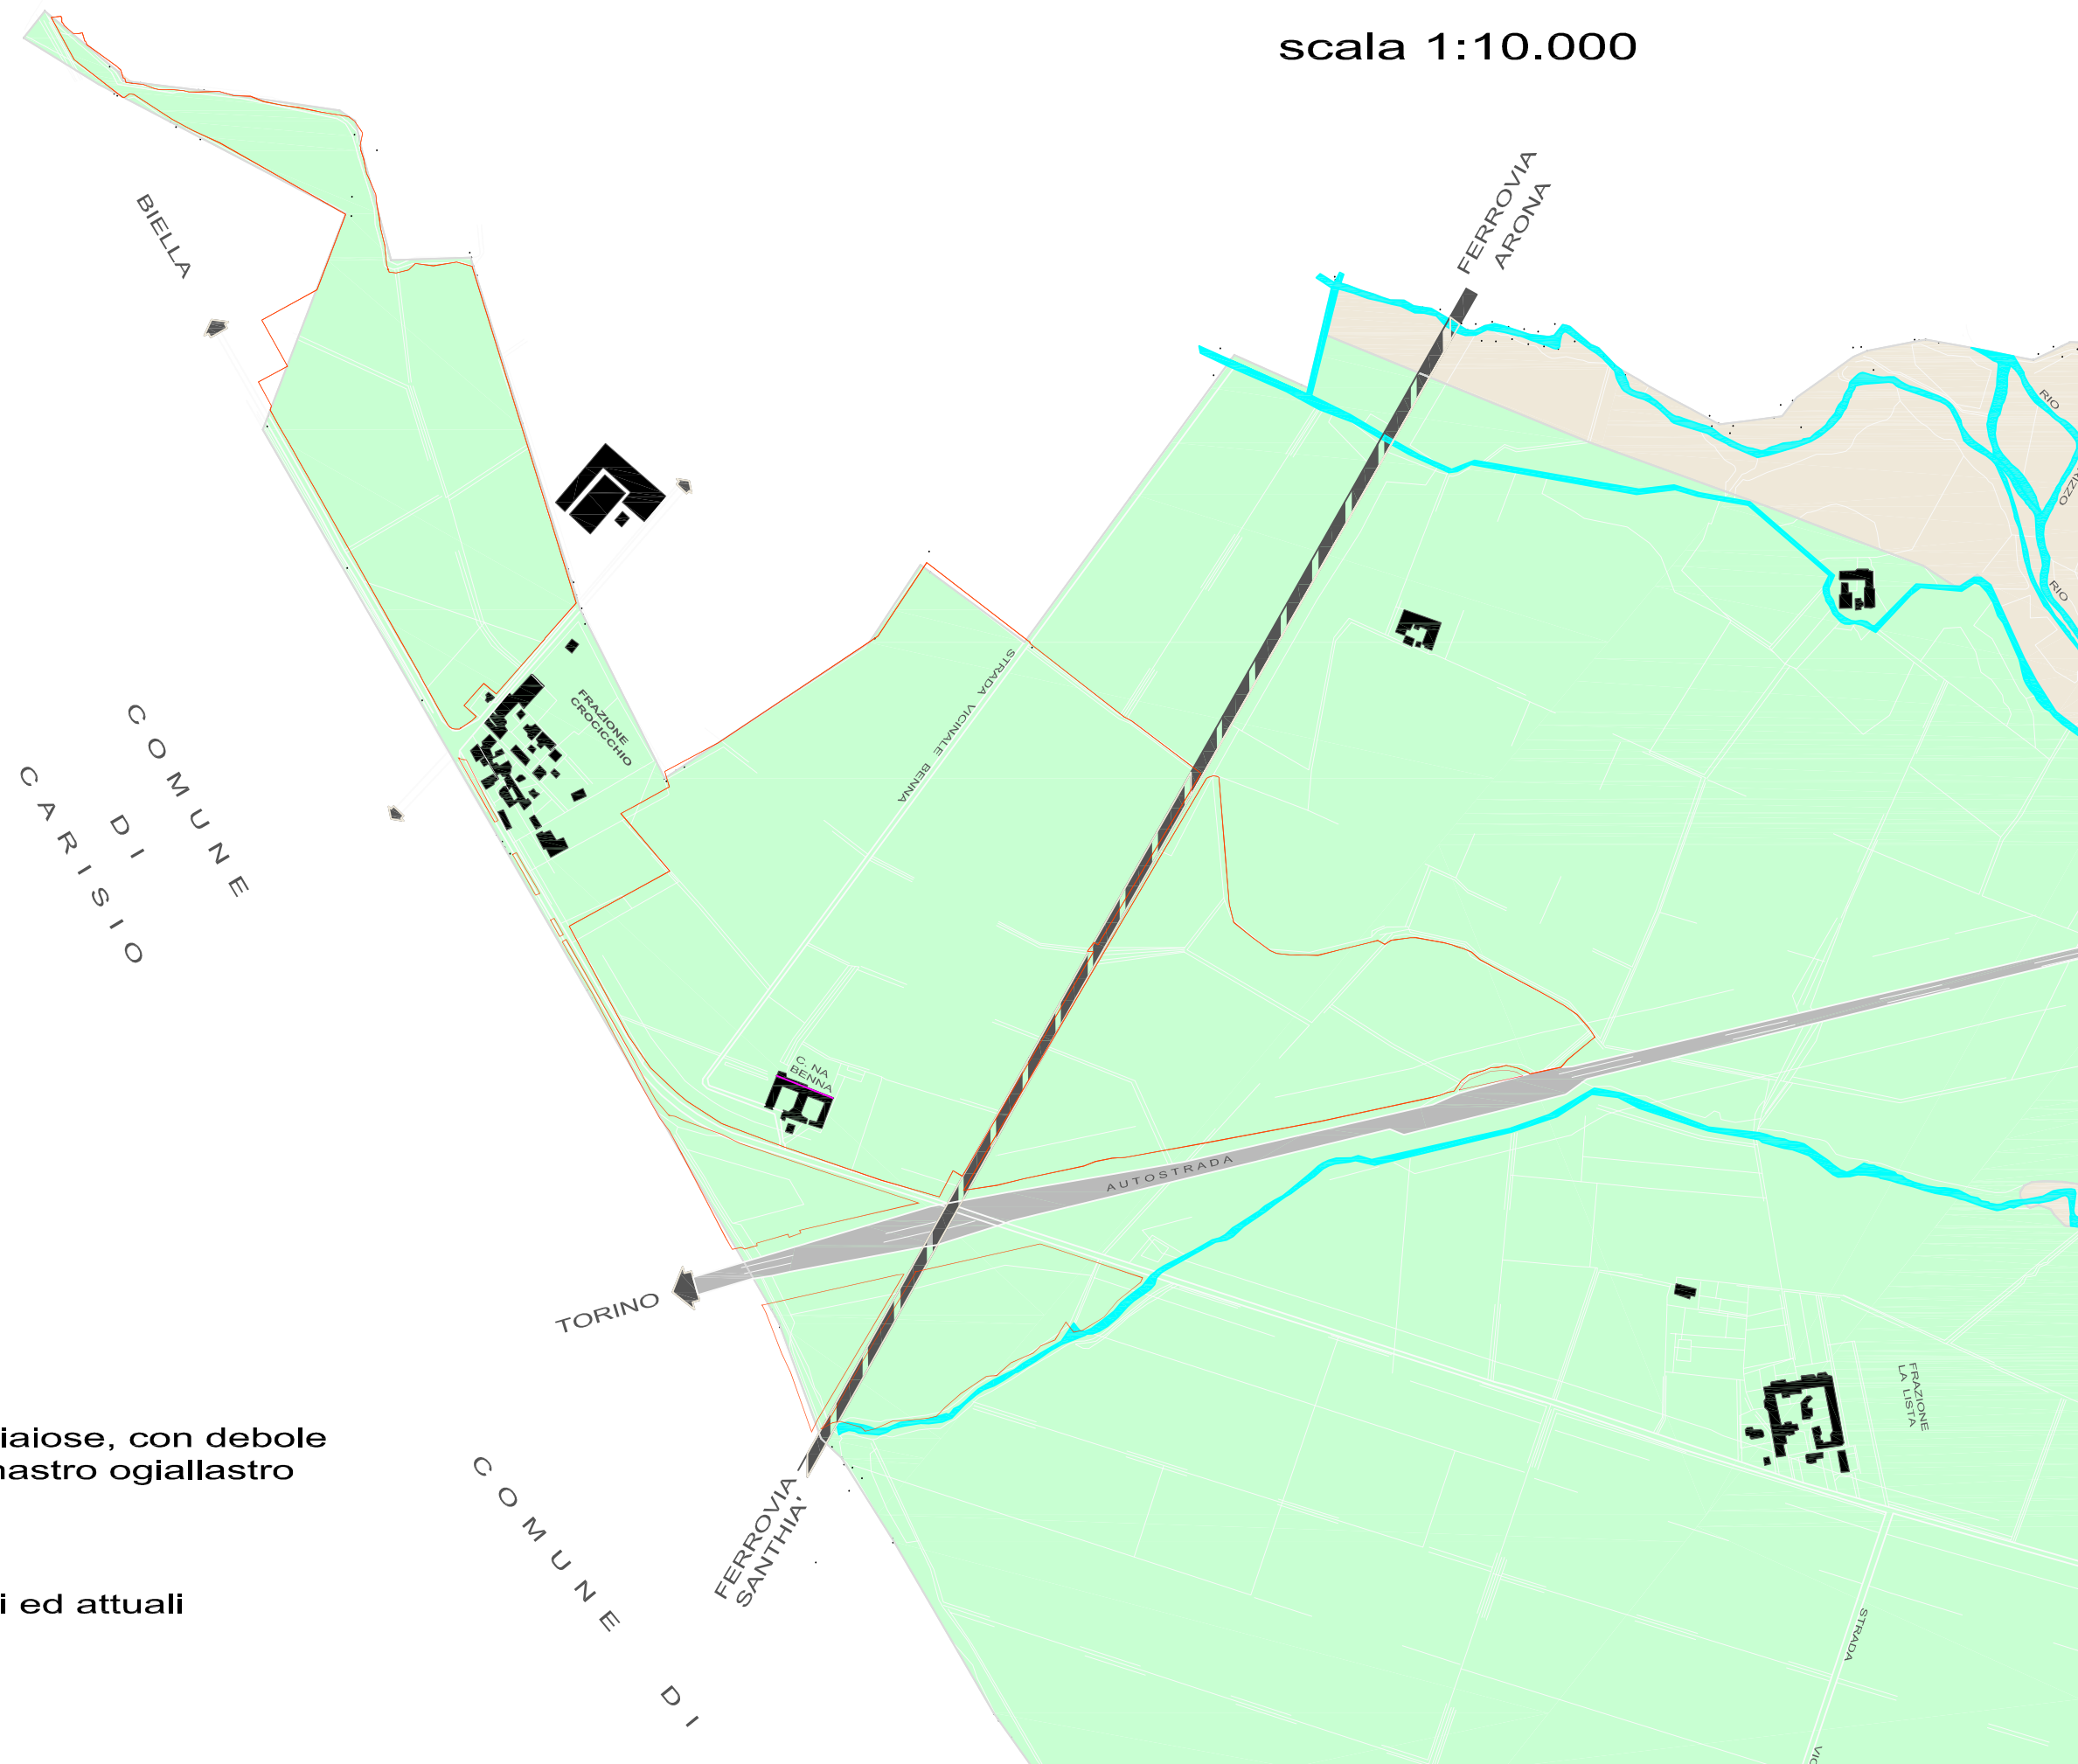 scala 1:10.000
FERROVIA
ARONA
BIELLA
RIO
RIO
STRADA VICINALE BENNA
FRAZIONE
CROCICCHIO
COMUNE
DI
CARISIO
C. NA
BENNA
AUTOSTRADA
TORINO
FRAZIONE
LA LISTA
iaiose, con debole
nastro ogiallastro
FERROVIA
SANTHIA'
COMUNE DI
i ed attuali
STRADA